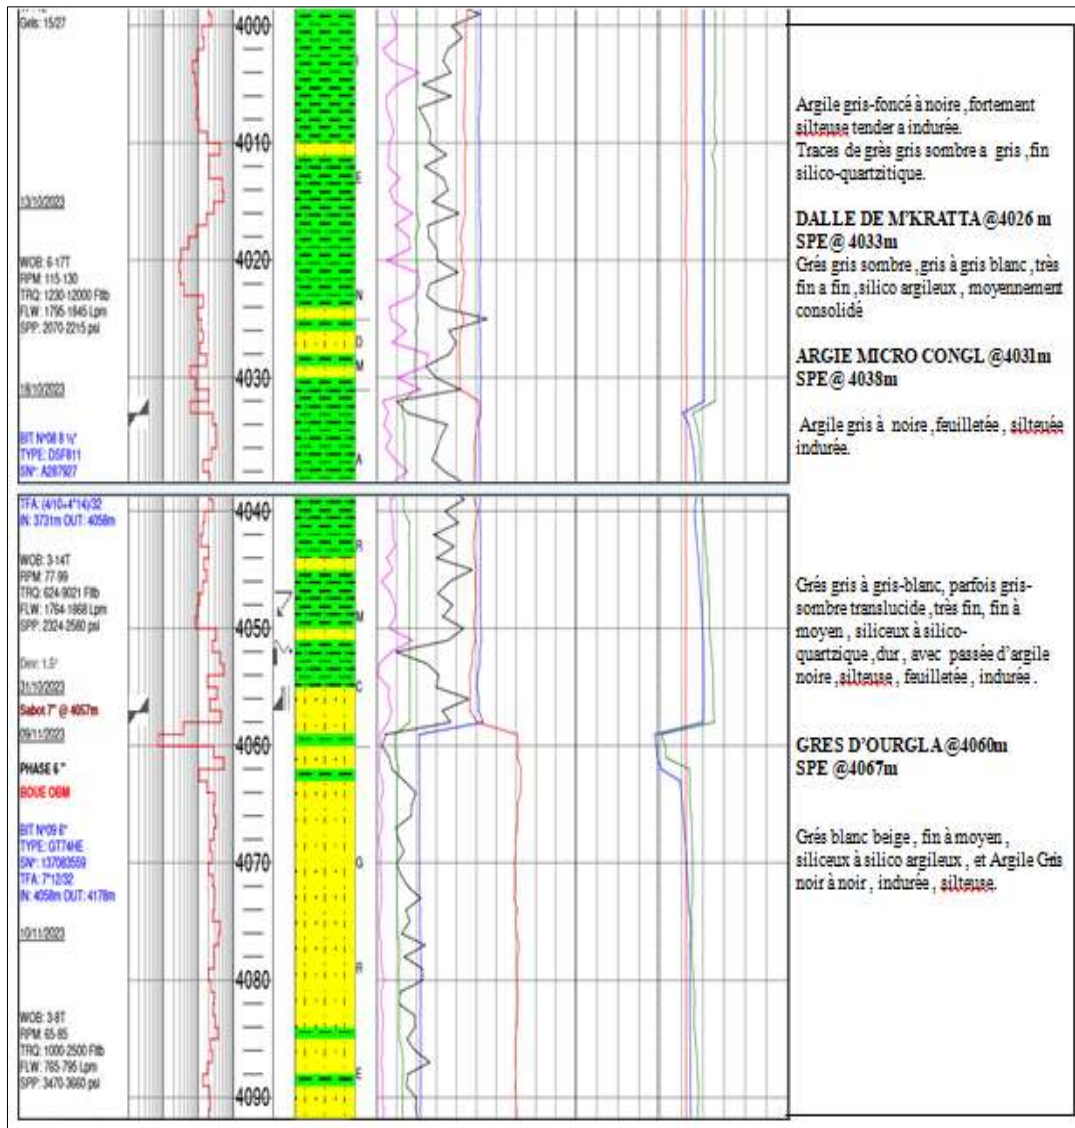 Gels: 15/27
13/10/2023
WOB: 6-17T
RPM: 115-130
TRQ: 1230-12000 Ftlb
FLW: 1795-1845 Lpm
SPP: 2070-2215 psi
18/10/2023
BIT N°08 8 ½"
TYPE: DSF811
SN°: A287927
4000
4010
4020
4030
E
N
D
M
A
Argile gris-foncé à noire ,fortement
silteuse tender a indurée.
Traces de grès gris sombre a gris ,fin
silico-quartzitique.
DALLE DE M'KRATTA @4026 m
SPE @ 4033m
Grés gris sombre ,gris à gris blanc ,très
fin a fin ,silico argileux , moyennement
consolidé
ARGIE MICRO CONGL @4031m
SPE@ 4038m
Argile gris à noire ,feuilletée , silteuée
indurée.
TFA: (4/10+4*14)/32
IN: 3731m OUT: 4058m
WOB: 3-14T
RPM: 77-99
TRQ: 624-9021 Ftlb
FLW: 1764-1868 Lpm
SPP: 2324-2580 psi
Dev: 1.5°
31/10/2023
Sabot 7" @ 4057m
09/11/2023
PHASE 6 "
BOUE OBM
BIT N°09 6"
TYPE: GT74HE
SN°: 137083559
TFA: 7*12/32
IN: 4058m OUT: 4178m
10/11/2023
WOB: 3-8T
RPM: 65-85
TRQ: 1000-2500 Ftlb
FLW: 765-795 Lpm
SPP: 3470-3660 psi
4040
4050
4060
4070
4080
4090
R
M
C
G
R
E
Grés gris à gris-blanc, parfois gris-
sombre translucide ,très fin, fin à
moyen , siliceux à silico-
quartzique ,dur , avec passée d'argile
noire ,silteuse , feuilletée , indurée .
GRES D'OURGLA @4060m
SPE @4067m
Grés blanc beige , fin à moyen ,
siliceux à silico argileux , et Argile Gris
noir à noir , indurée , silteuse.